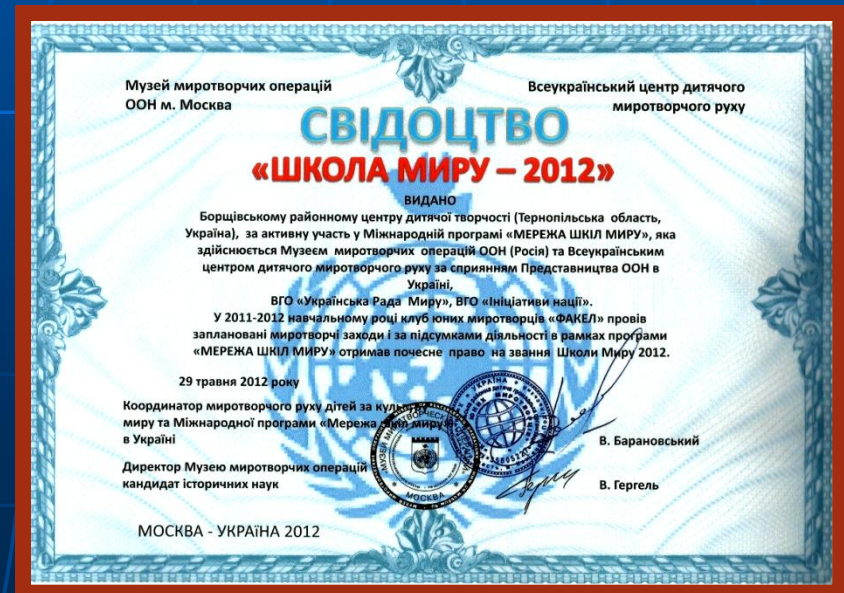 Музей миротворчих операцій
ООН м. Москва
Всеукраїнський центр дитячого
миротворчого руху
СВІДОЦТВО
«ШКОЛА МИРУ – 2012»
ВИДАНО
Борщівському районному центру дитячої творчості (Тернопільська область,
Україна), за активну участь у Міжнародній програмі «МЕРЕЖА ШКІЛ МИРУ», яка
здійснюється Музеєм миротворчих операцій ООН (Росія) та Всеукраїнським
центром дитячого миротворчого руху за сприянням Представництва ООН в
Україні,
ВГО «Українська Рада Миру», ВГО «Ініціативи нації».
У 2011-2012 навчальному році клуб юних миротворців «ФАКЕЛ» провів
заплановані миротворчі заходи і за підсумками діяльності в рамках програми
«МЕРЕЖА ШКІЛ МИРУ» отримав почесне право на звання Школи Миру 2012.
29 травня 2012 року
Координатор миротворчого руху дітей за
миру та Міжнародної програми «Мережа шкіл миру»
в Україні
В. Барановський
Директор Музею миротворчих операцій
кандидат історичних наук
В. Гергель
МОСКВА
УКРАЇНА
МОСКВА - УКРАЇНА 2012